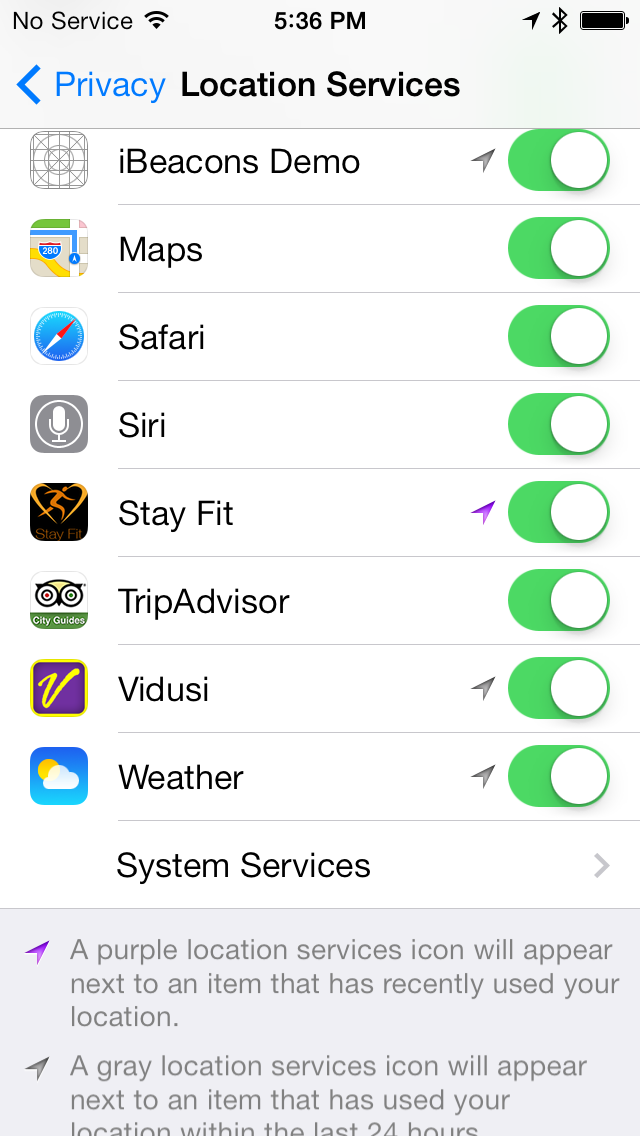 No Service 5:36 PM
Privacy Location Services
iBeacons Demo
Maps
280
Safari
Siri
Stay Fit
Stay Fit
TripAdvisor
City Guides
Vidusi
V
Weather
System Services
A purple location services icon will appear
next to an item that has recently used your
location.
A gray location services icon will appear
next to an item that has used your
location within the last 24 hours.